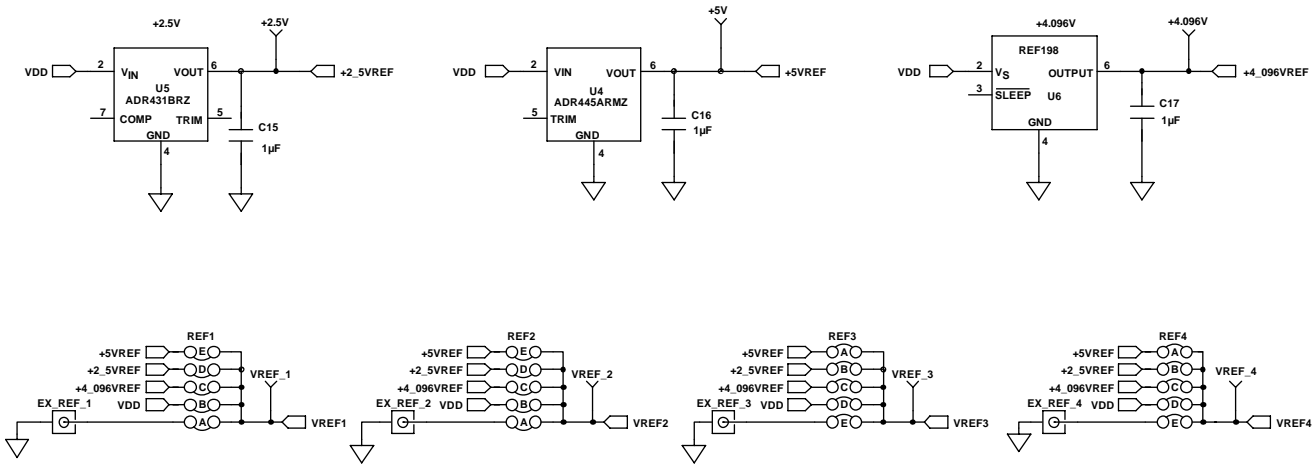 +2.5V
+2.5V
VDD
2
VIN
VOUT
6
+2_5VREF
U5
ADR431BRZ
7
COMP
TRIM
5
GND
4
C15
1µF
+5V
VDD
2
VIN
VOUT
6
+5VREF
U4
ADR445ARMZ
5
TRIM
GND
4
C16
1µF
+4.096V
+4.096V
REF198
VDD
2
VS
OUTPUT
6
+4_096VREF
3
SLEEP
U6
GND
4
C17
1µF
REF1
+5VREF
E
+2_5VREF
D
VREF_1
+4_096VREF
C
EX_REF_1
VDD
B
A
VREF1
REF2
+5VREF
E
+2_5VREF
D
VREF_2
+4_096VREF
C
EX_REF_2
VDD
B
A
VREF2
REF3
+5VREF
A
+2_5VREF
B
VREF_3
+4_096VREF
C
EX_REF_3
VDD
D
E
VREF3
REF4
+5VREF
A
+2_5VREF
B
VREF_4
+4_096VREF
C
EX_REF_4
VDD
D
E
VREF4